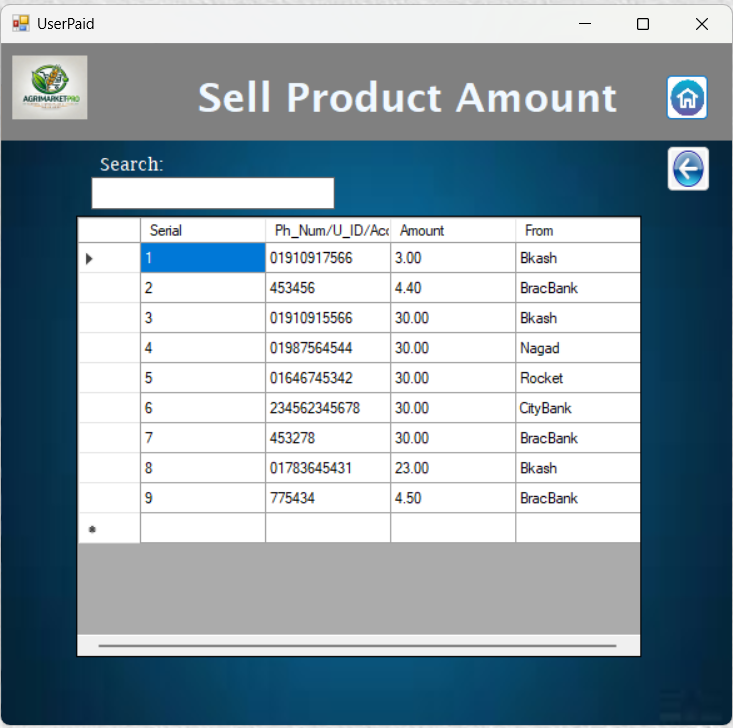 UserPaid
AGRIMARKETPRO
Sell Product Amount
Search:
Serial Ph_Num/U_ID/Acc Amount From
1 01910917566 3.00 Bkash
2 453456 4.40 BracBank
3 01910915566 30.00 Bkash
4 01987564544 30.00 Nagad
5 01646745342 30.00 Rocket
6 234562345678 30.00 CityBank
7 453278 30.00 BracBank
8 01783645431 23.00 Bkash
9 775434 4.50 BracBank